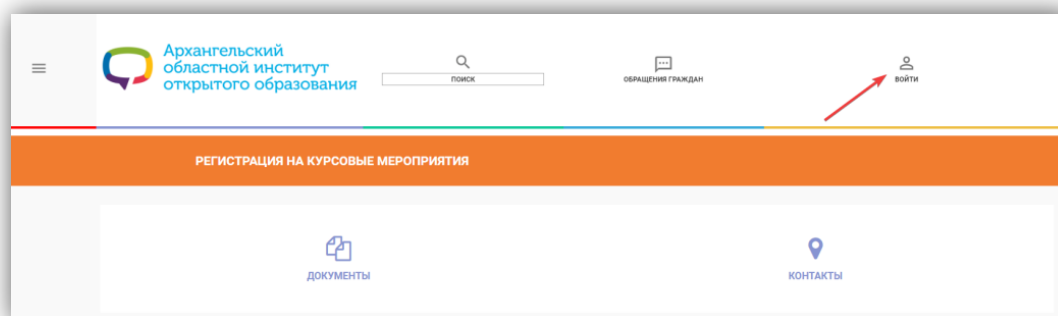 Архангельский
областной институт
открытого образования
ПОИСК
ОБРАЩЕНИЯ ГРАЖДАН
ВОЙТИ
РЕГИСТРАЦИЯ НА КУРСОВЫЕ МЕРОПРИЯТИЯ
ДОКУМЕНТЫ
КОНТАКТЫ